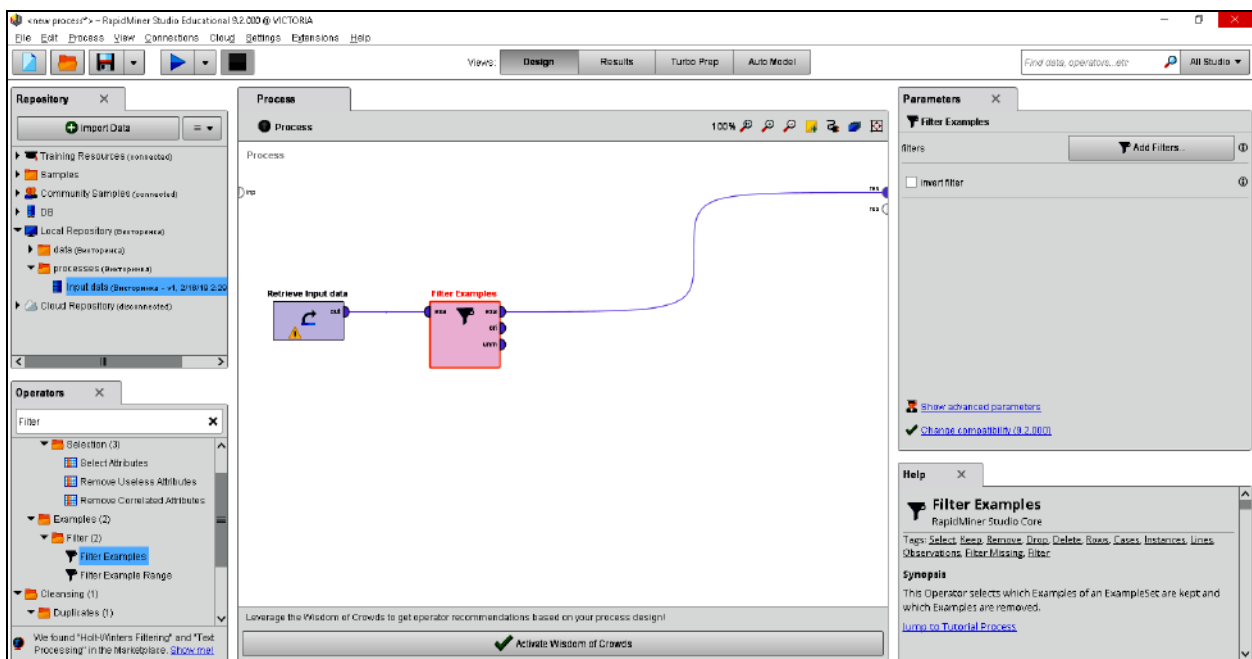 <new process*> – RapidMiner Studio Educational 9.2.000 @ VICTORIA
File Edit Process View Connections Cloud Settings Extensions Help
Views: Design Results Turbo Prep Auto Model
Find data, operators...etc
All Studio ▼
Repository
Import Data
Training Resources (connected)
Samples
Community Samples (connected)
DB
Local Repository (Викторинка)
data (Викторинка)
processes (Викторинка)
Input data (Викторинка – v1, 2/18/19 2:20
Cloud Repository (disconnected)
Operators
Filter
Selection (3)
Select Attributes
Remove Useless Attributes
Remove Correlated Attributes
Examples (2)
Filter (2)
Filter Examples
Filter Example Range
Cleansing (1)
Duplicates (1)
We found "Holt-Winters Filtering" and "Text
Processing" in the Marketplace. Show me!
Process
Process
100%
Process
inp
res
res
Retrieve Input data
out
Filter Examples
exa exa
ori
unm
Leverage the Wisdom of Crowds to get operator recommendations based on your process design!
Activate Wisdom of Crowds
Parameters
Filter Examples
filters
Add Filters...
invert filter
Show advanced parameters
Change compatibility (9.2.000)
Help
Filter Examples
RapidMiner Studio Core
Tags: Select, Keep, Remove, Drop, Delete, Rows, Cases, Instances, Lines,
Observations, Filter Missing, Filter
Synopsis
This Operator selects which Examples of an ExampleSet are kept and
which Examples are removed.
Jump to Tutorial Process